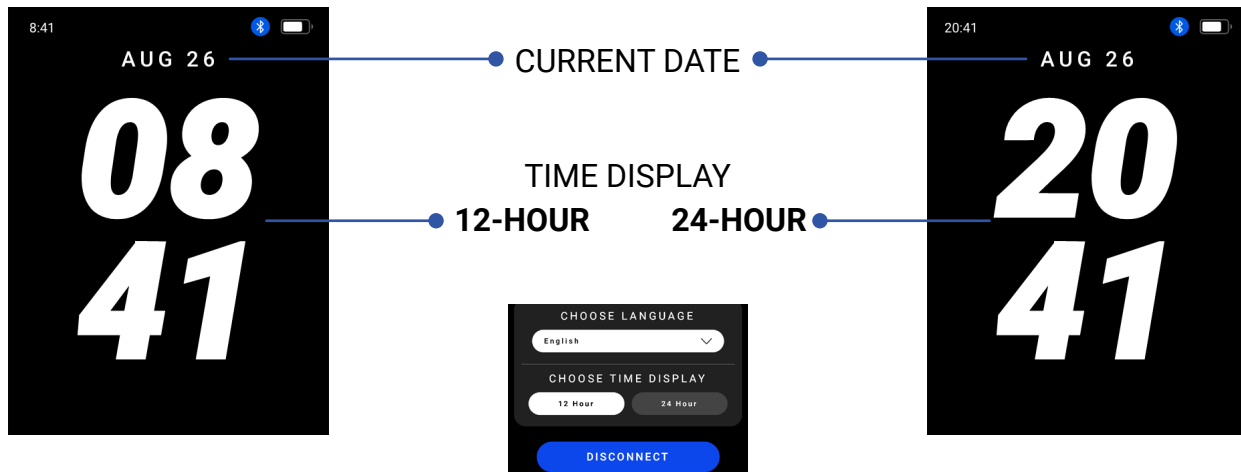 8:41
AUG 26
08
41
CURRENT DATE
TIME DISPLAY
12-HOUR 24-HOUR
CHOOSE LANGUAGE
English
CHOOSE TIME DISPLAY
12 Hour 24 Hour
DISCONNECT
20:41
AUG 26
20
41